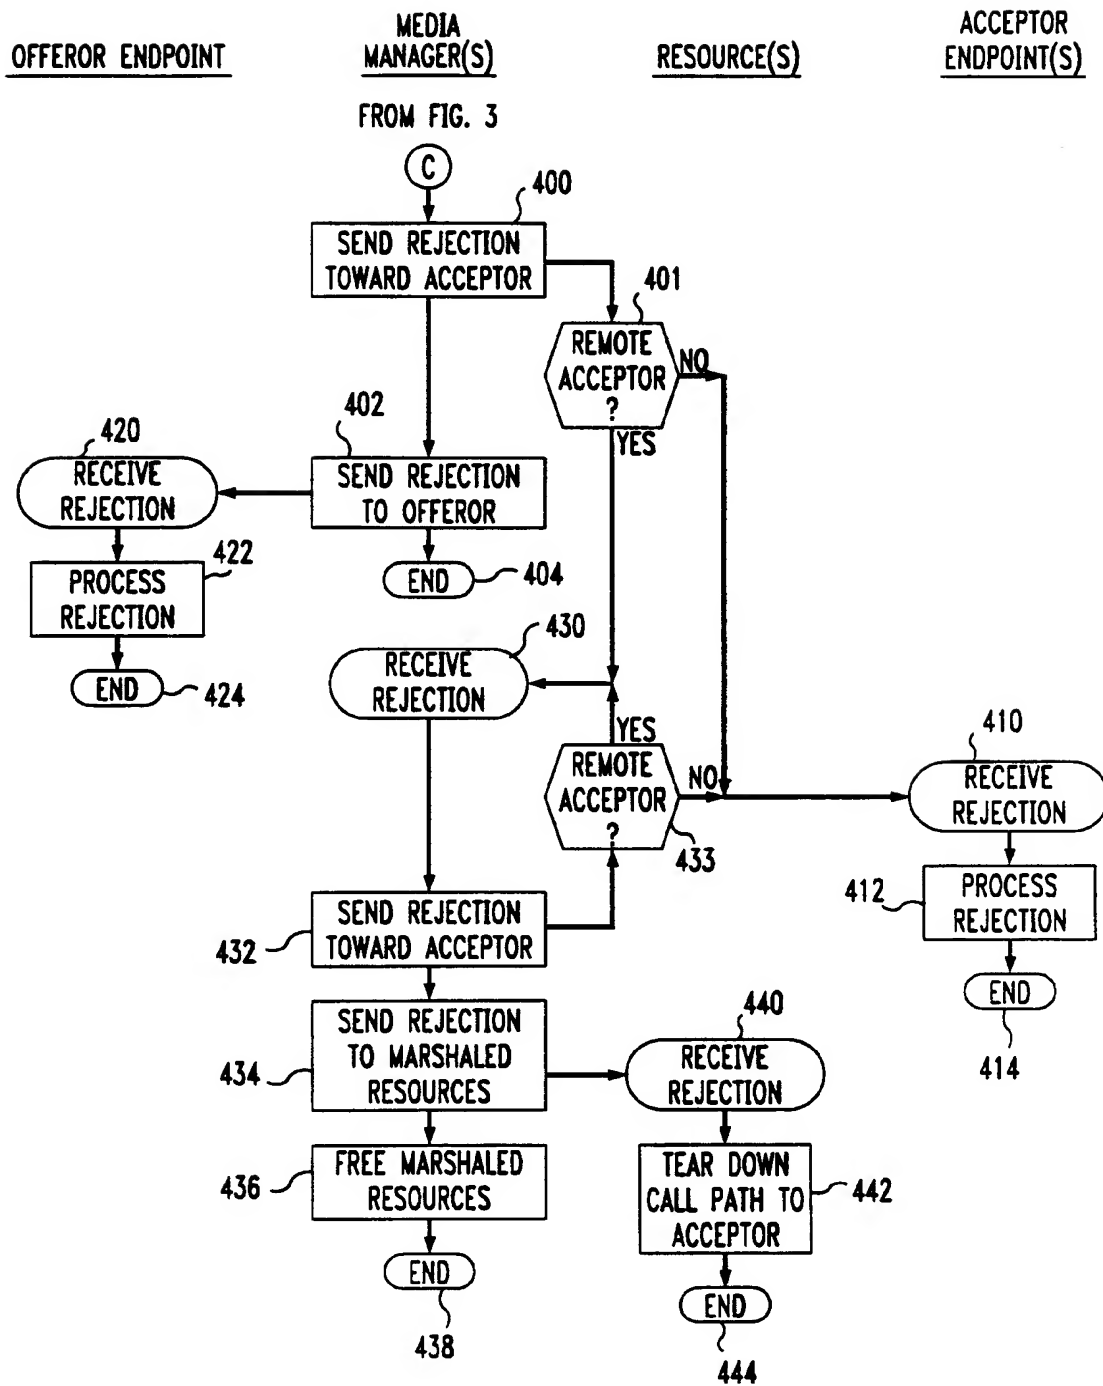 OFFEROR ENDPOINT
MEDIA
MANAGER(S)
RESOURCE(S)
ACCEPTOR
ENDPOINT(S)
FROM FIG. 3
C
400
SEND REJECTION
TOWARD ACCEPTOR
401
REMOTE
ACCEPTOR
?
NO
YES
402
SEND REJECTION
TO OFFEROR
420
RECEIVE
REJECTION
422
PROCESS
REJECTION
END
404
END
424
430
RECEIVE
REJECTION
YES
REMOTE
ACCEPTOR
?
NO
433
410
RECEIVE
REJECTION
412
PROCESS
REJECTION
END
414
432
SEND REJECTION
TOWARD ACCEPTOR
434
SEND REJECTION
TO MARSHALED
RESOURCES
440
RECEIVE
REJECTION
436
FREE MARSHALED
RESOURCES
TEAR DOWN
CALL PATH TO
ACCEPTOR
442
END
438
END
444